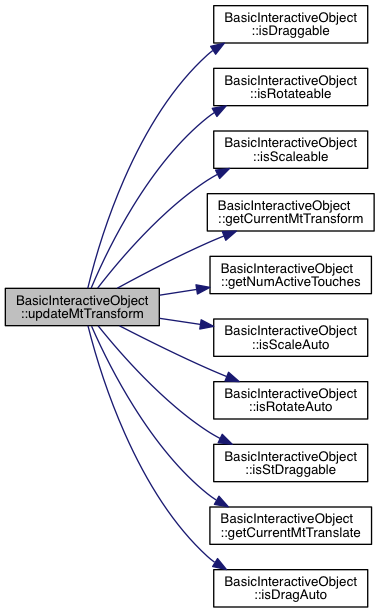 BasicInteractiveObject
::isDraggable
BasicInteractiveObject
::isRotateable
BasicInteractiveObject
::isScaleable
BasicInteractiveObject
::getCurrentMtTransform
BasicInteractiveObject
::getNumActiveTouches
BasicInteractiveObject
::updateMtTransform
BasicInteractiveObject
::isScaleAuto
BasicInteractiveObject
::isRotateAuto
BasicInteractiveObject
::isStDraggable
BasicInteractiveObject
::getCurrentMtTranslate
BasicInteractiveObject
::isDragAuto